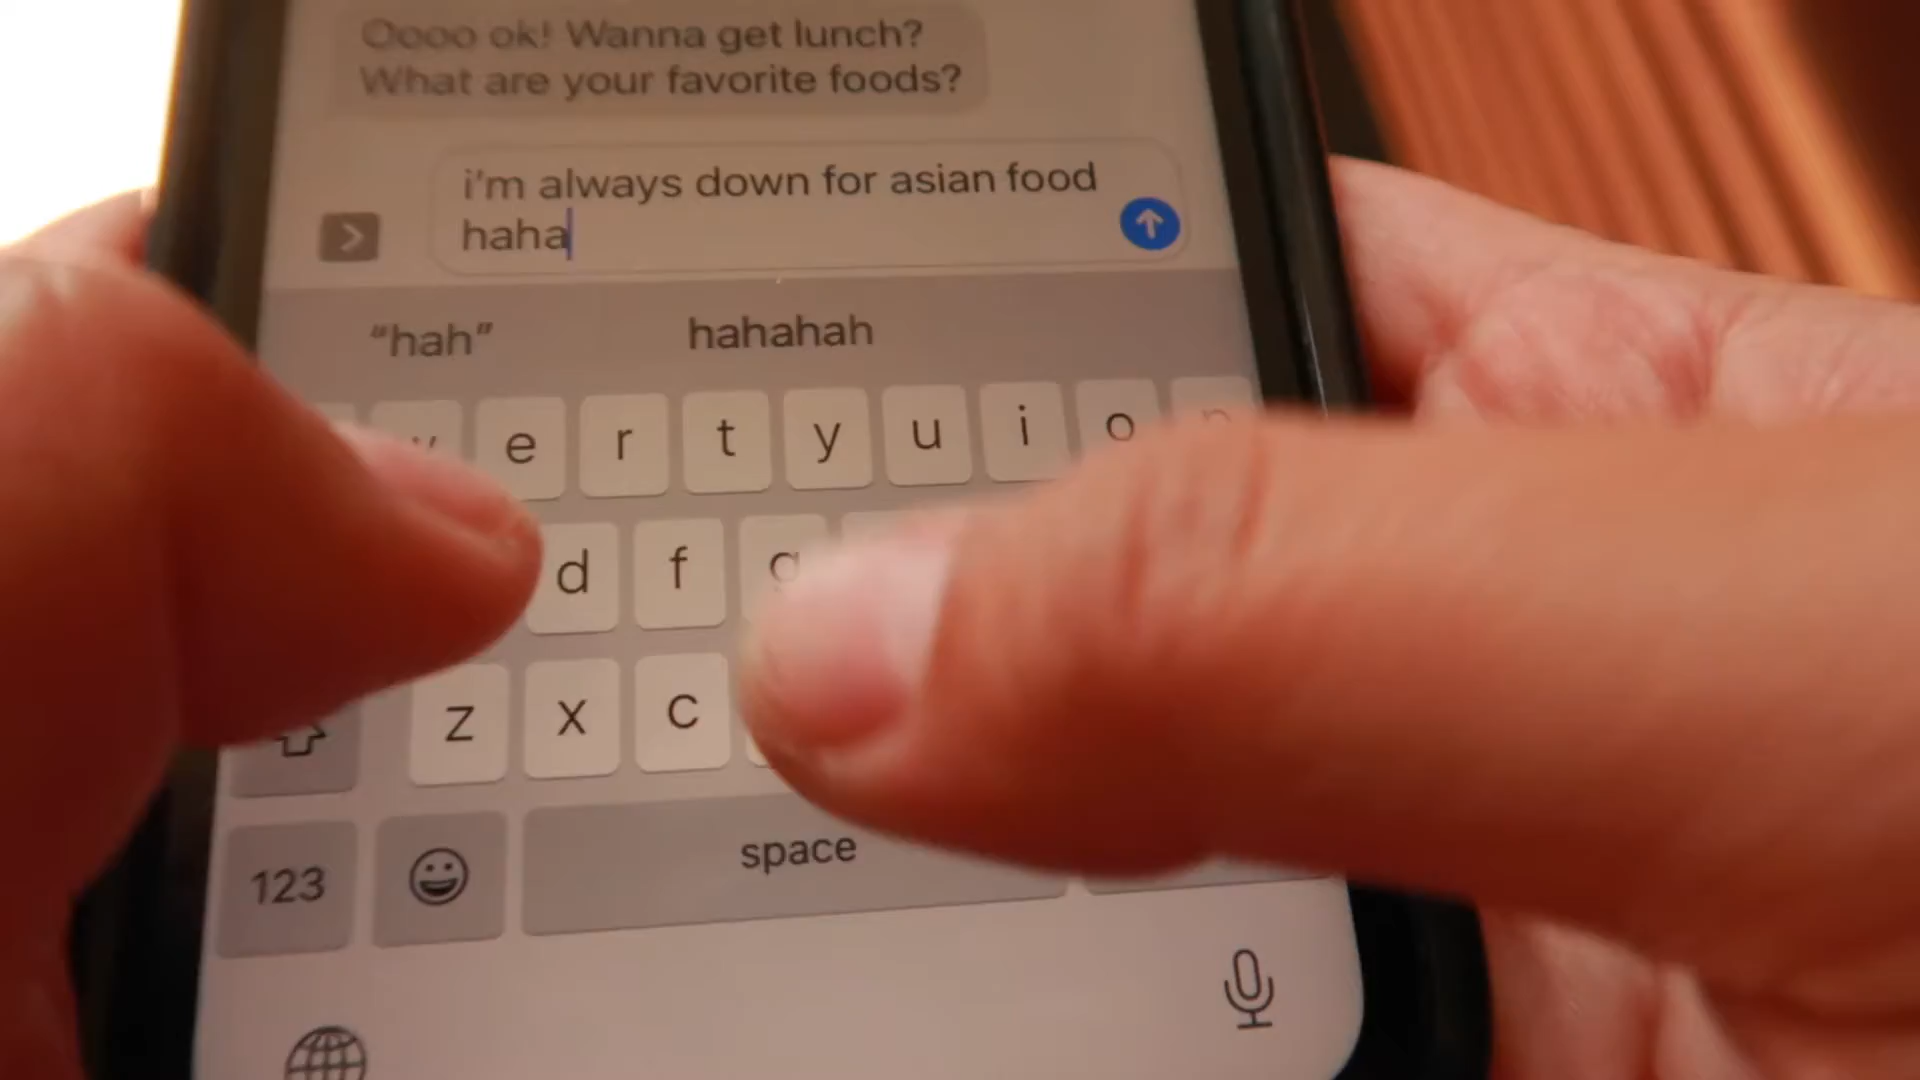 Oooo ok! Wanna get lunch?
What are your favorite foods?
i'm always down for asian food
haha
“hah” hahahah
e r t y u i o
d f g
z x c
123 space